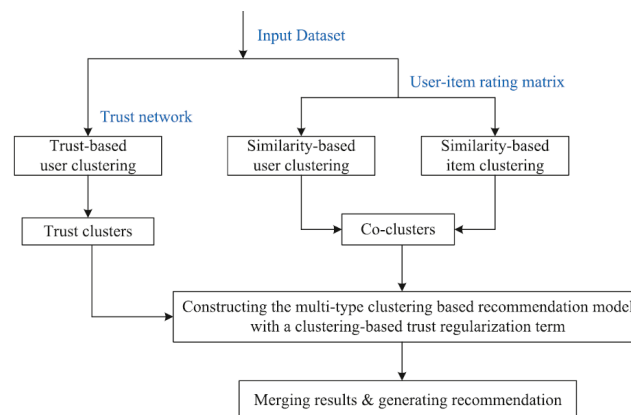 Input Dataset
User-item rating matrix
Trust network
Trust-based
user clustering
Similarity-based
user clustering
Similarity-based
item clustering
Trust clusters
Co-clusters
Constructing the multi-type clustering based recommendation model
with a clustering-based trust regularization term
Merging results & generating recommendation